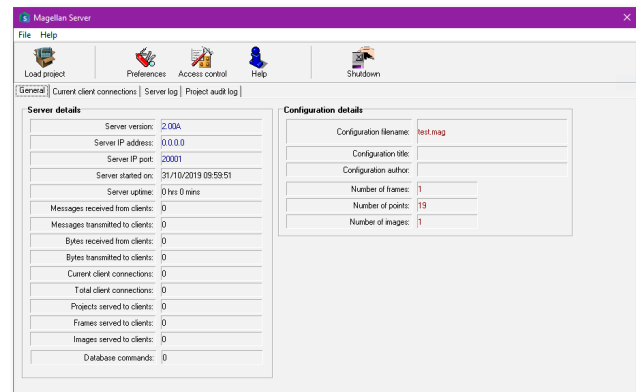 Magellan Server
File Help
Load project Preferences Access control Help Shutdown
General Current client connections Server log Project audit log
Server details
Server version: 2.00A
Server IP address: 0.0.0.0
Server IP port: 20001
Server started on: 31/10/2019 09:59:51
Server uptime: 0 hrs 0 mins
Messages received from clients: 0
Messages transmitted to clients: 0
Bytes received from clients: 0
Bytes transmitted to clients: 0
Current client connections: 0
Total client connections: 0
Projects served to clients: 0
Frames served to clients: 0
Images served to clients: 0
Database commands: 0
Configuration details
Configuration filename: test.mag
Configuration title:
Configuration author:
Number of frames: 1
Number of points: 19
Number of images: 1